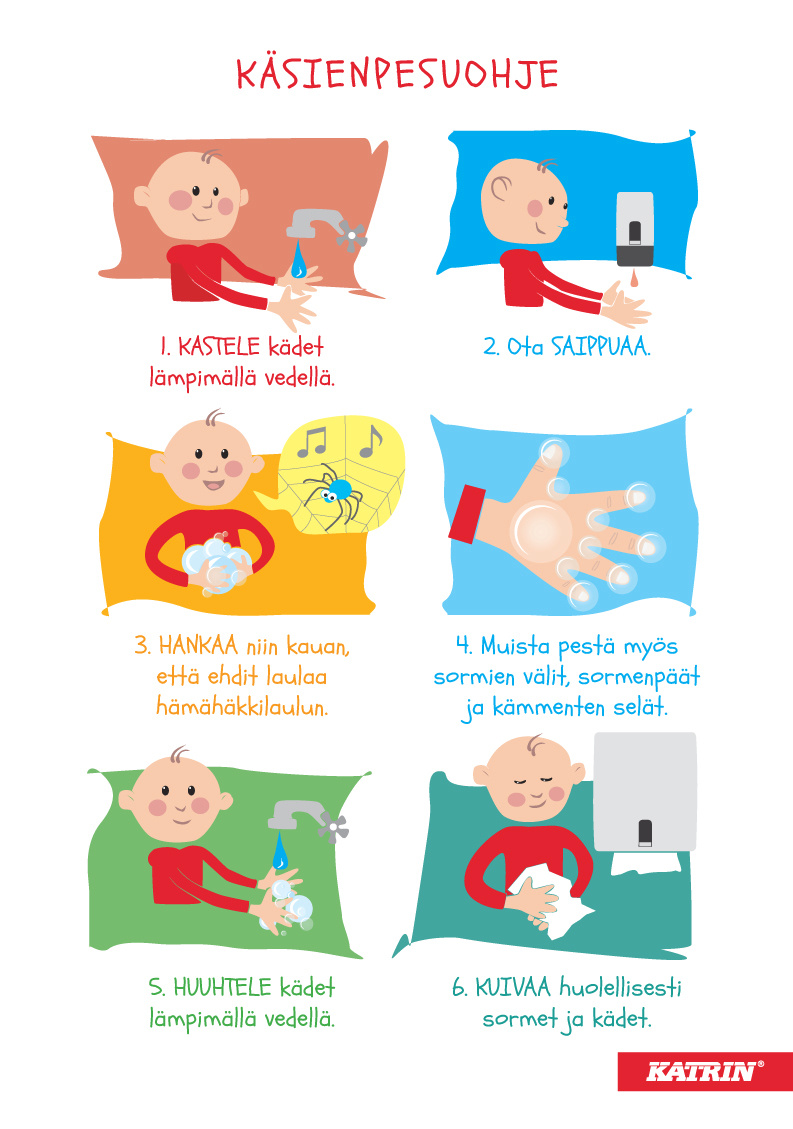 KÄSIENPESUOHJE
1. KASTELE kädet
lämpimällä vedellä.
2. Ota SAIPPUAA.
3. HANKAA niin kauan,
että ehdit laulaa
hämähäkkilaulun.
4. Muista pestä myös
sormien välit, sormenpäät
ja kämmenten selät.
5. HUUHTELE kädet
lämpimällä vedellä.
6. KUIVAA huolellisesti
sormet ja kädet.
KATRIN®